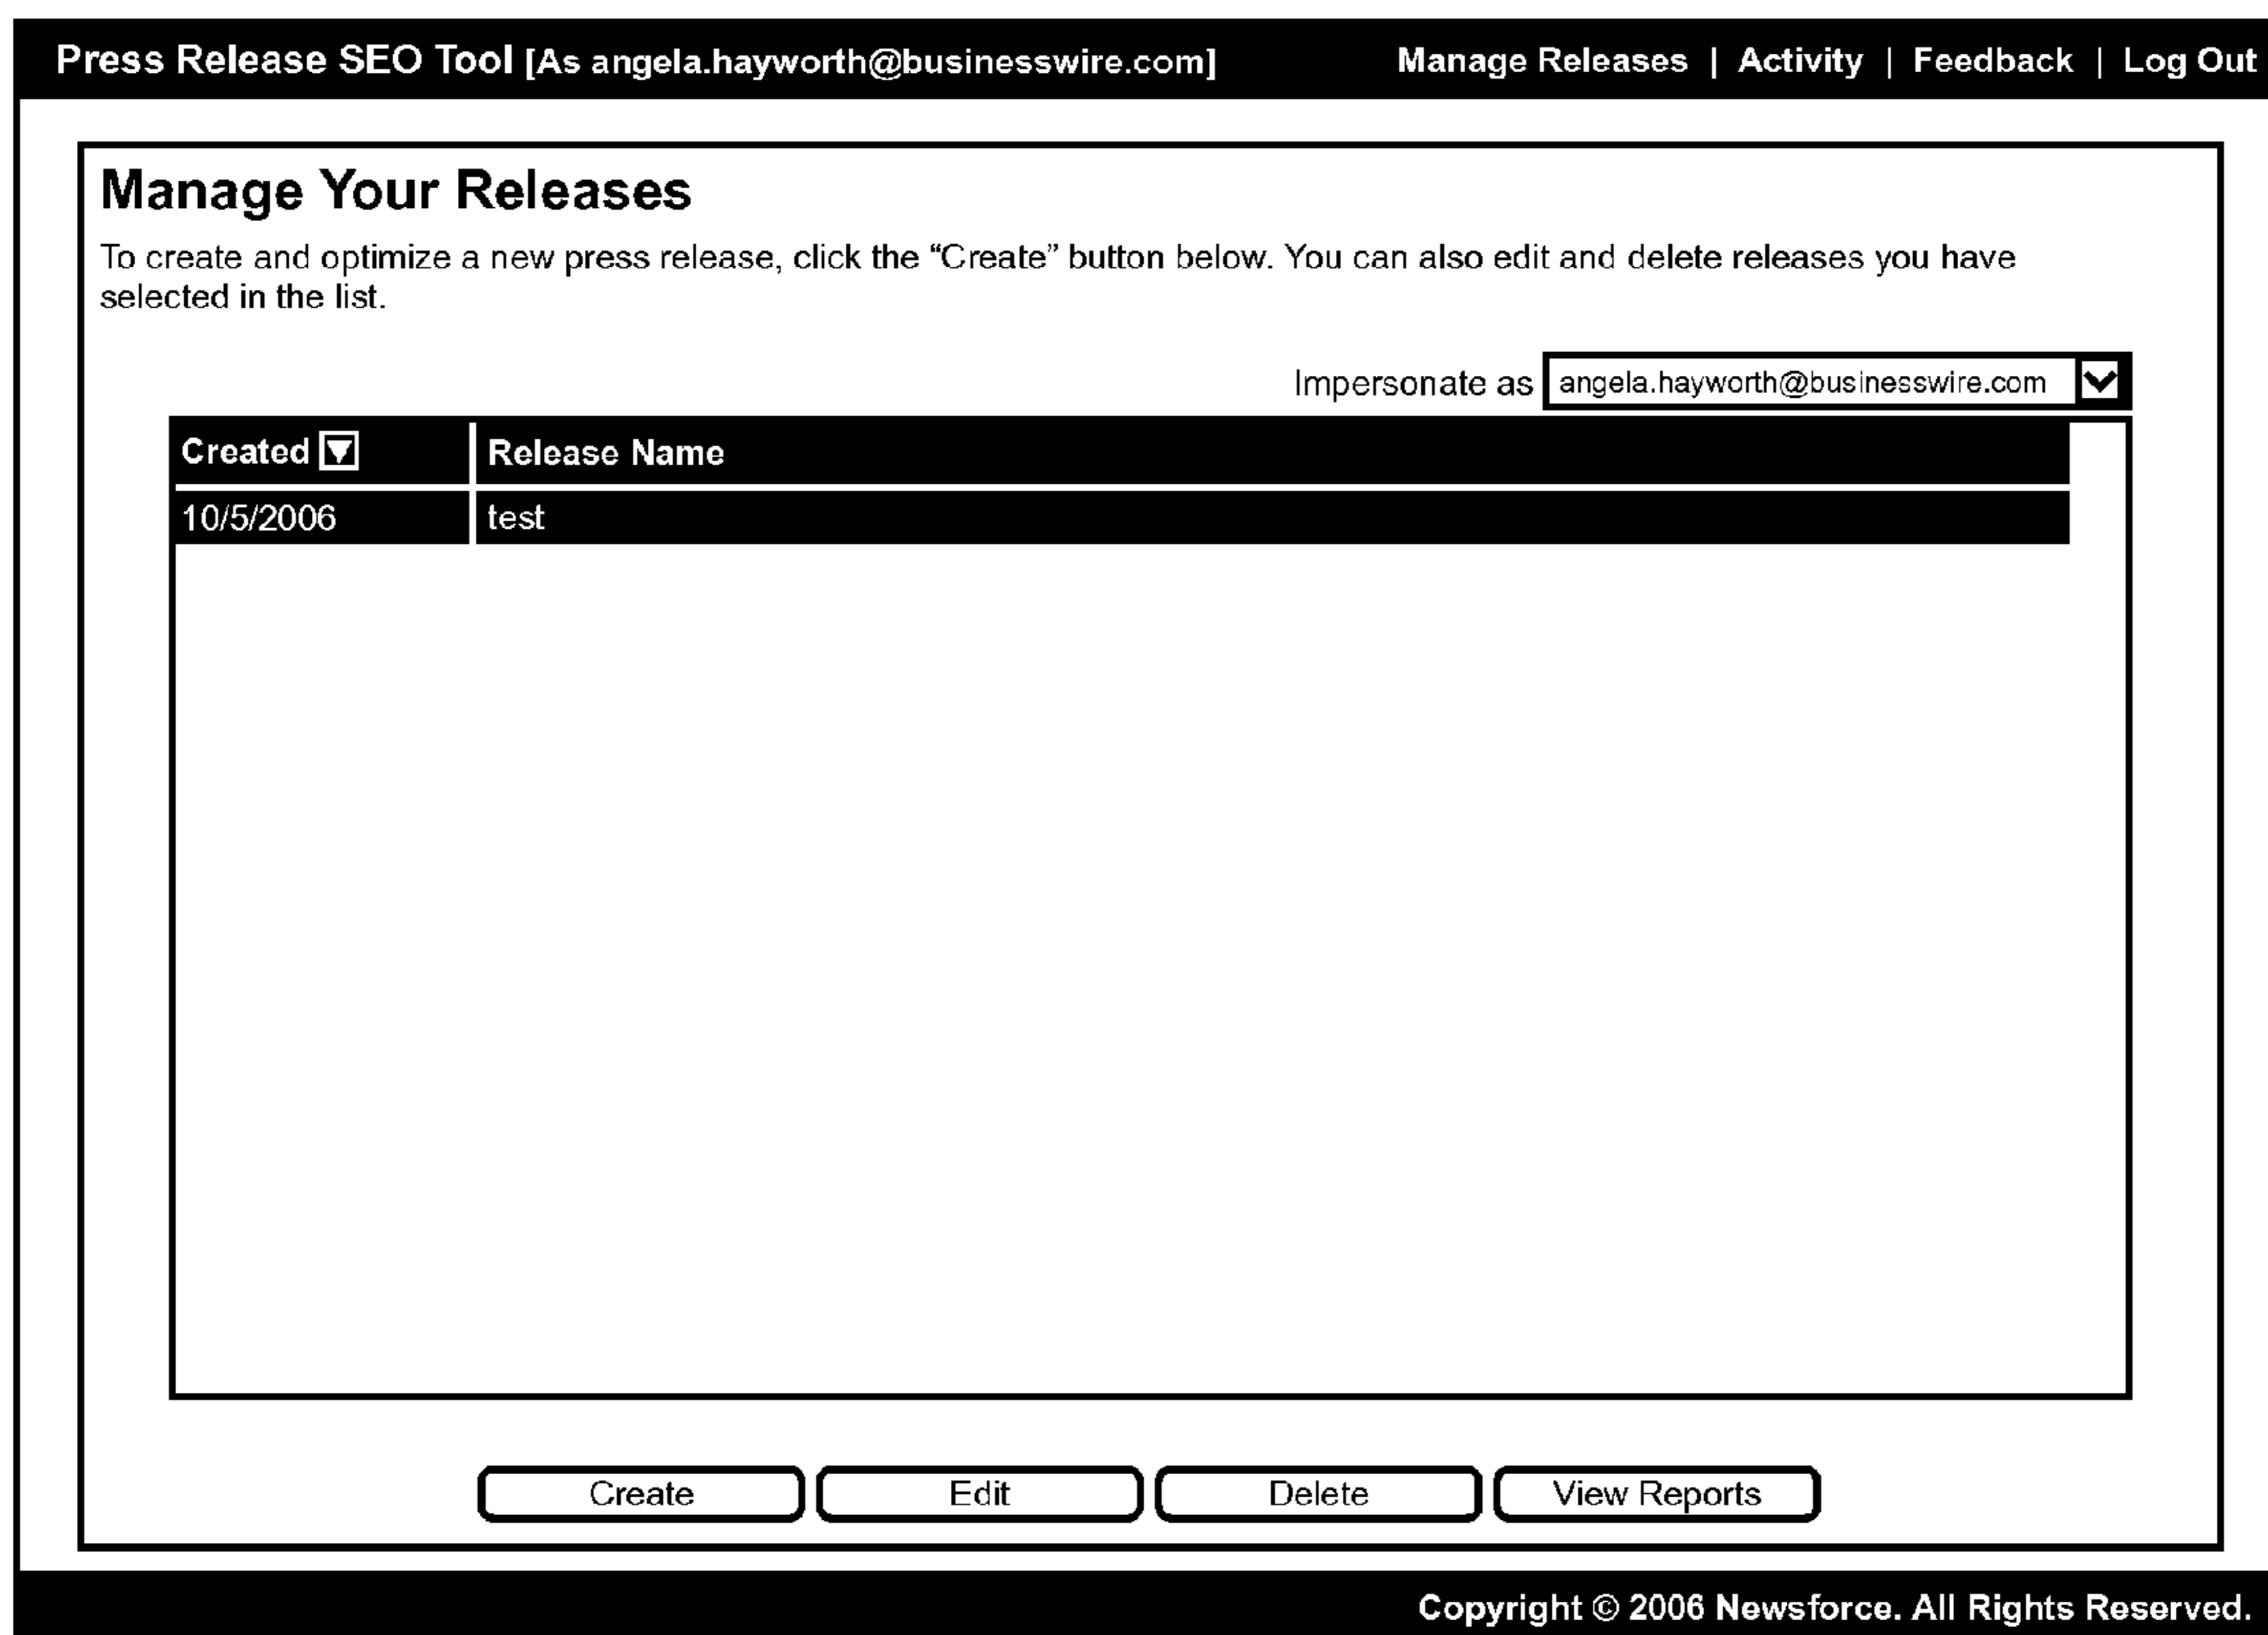 Press Release SEO Tool [As angela.hayworth@businesswire.com] Manage Releases | Activity | Feedback | Log Out
Manage Your Releases
To create and optimize a new press release, click the “Create” button below. You can also edit and delete releases you have
selected in the list.
Impersonate as angela.hayworth@businesswire.com
Created Release Name
10/5/2006 test
Create Edit Delete View Reports
Copyright © 2006 Newsforce. All Rights Reserved.